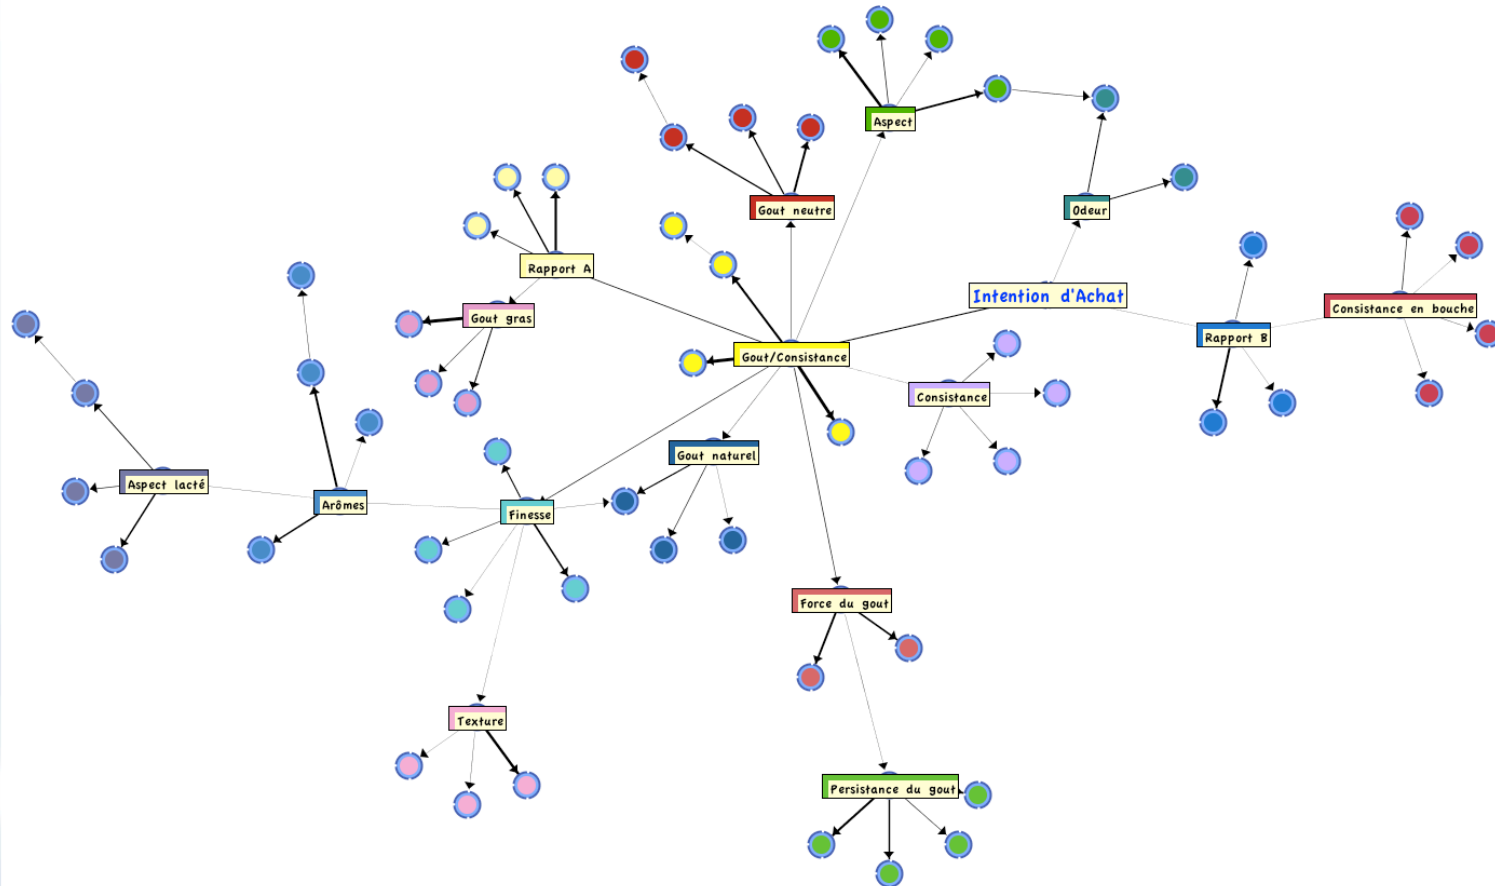 Aspect
Gout neutre
Odeur
Rapport A
Intention d'Achat
Consistance en bouche
Gout gras
Rapport B
Gout/Consistance
Consistance
Gout naturel
Aspect lacté
Arômes
Finesse
Force du gout
Texture
Persistance du gout